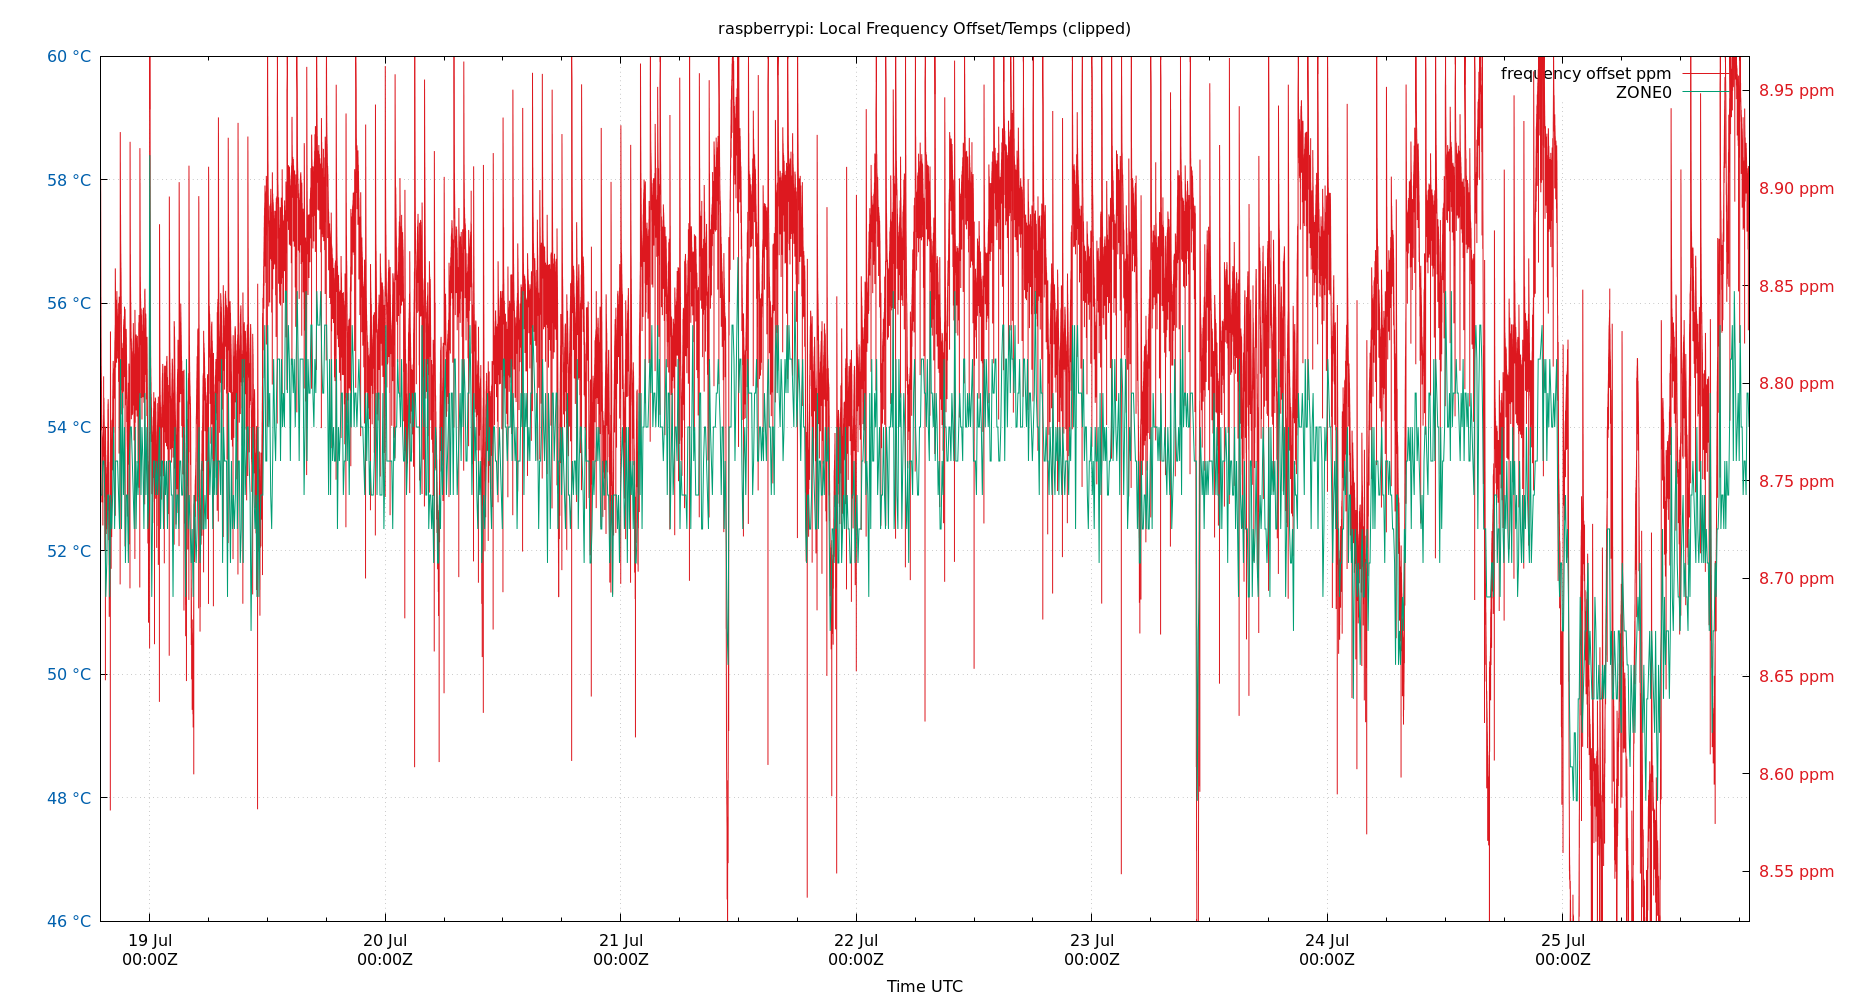 raspberrypi: Local Frequency Offset/Temps (clipped)
60 °C
58 °C
56 °C
54 °C
52 °C
50 °C
48 °C
46 °C
frequency offset ppm
ZONE0
8.95 ppm
8.90 ppm
8.85 ppm
8.80 ppm
8.75 ppm
8.70 ppm
8.65 ppm
8.60 ppm
8.55 ppm
19 Jul 20 Jul 21 Jul 22 Jul 23 Jul 24 Jul 25 Jul
00:00Z 00:00Z 00:00Z 00:00Z 00:00Z 00:00Z 00:00Z
Time UTC